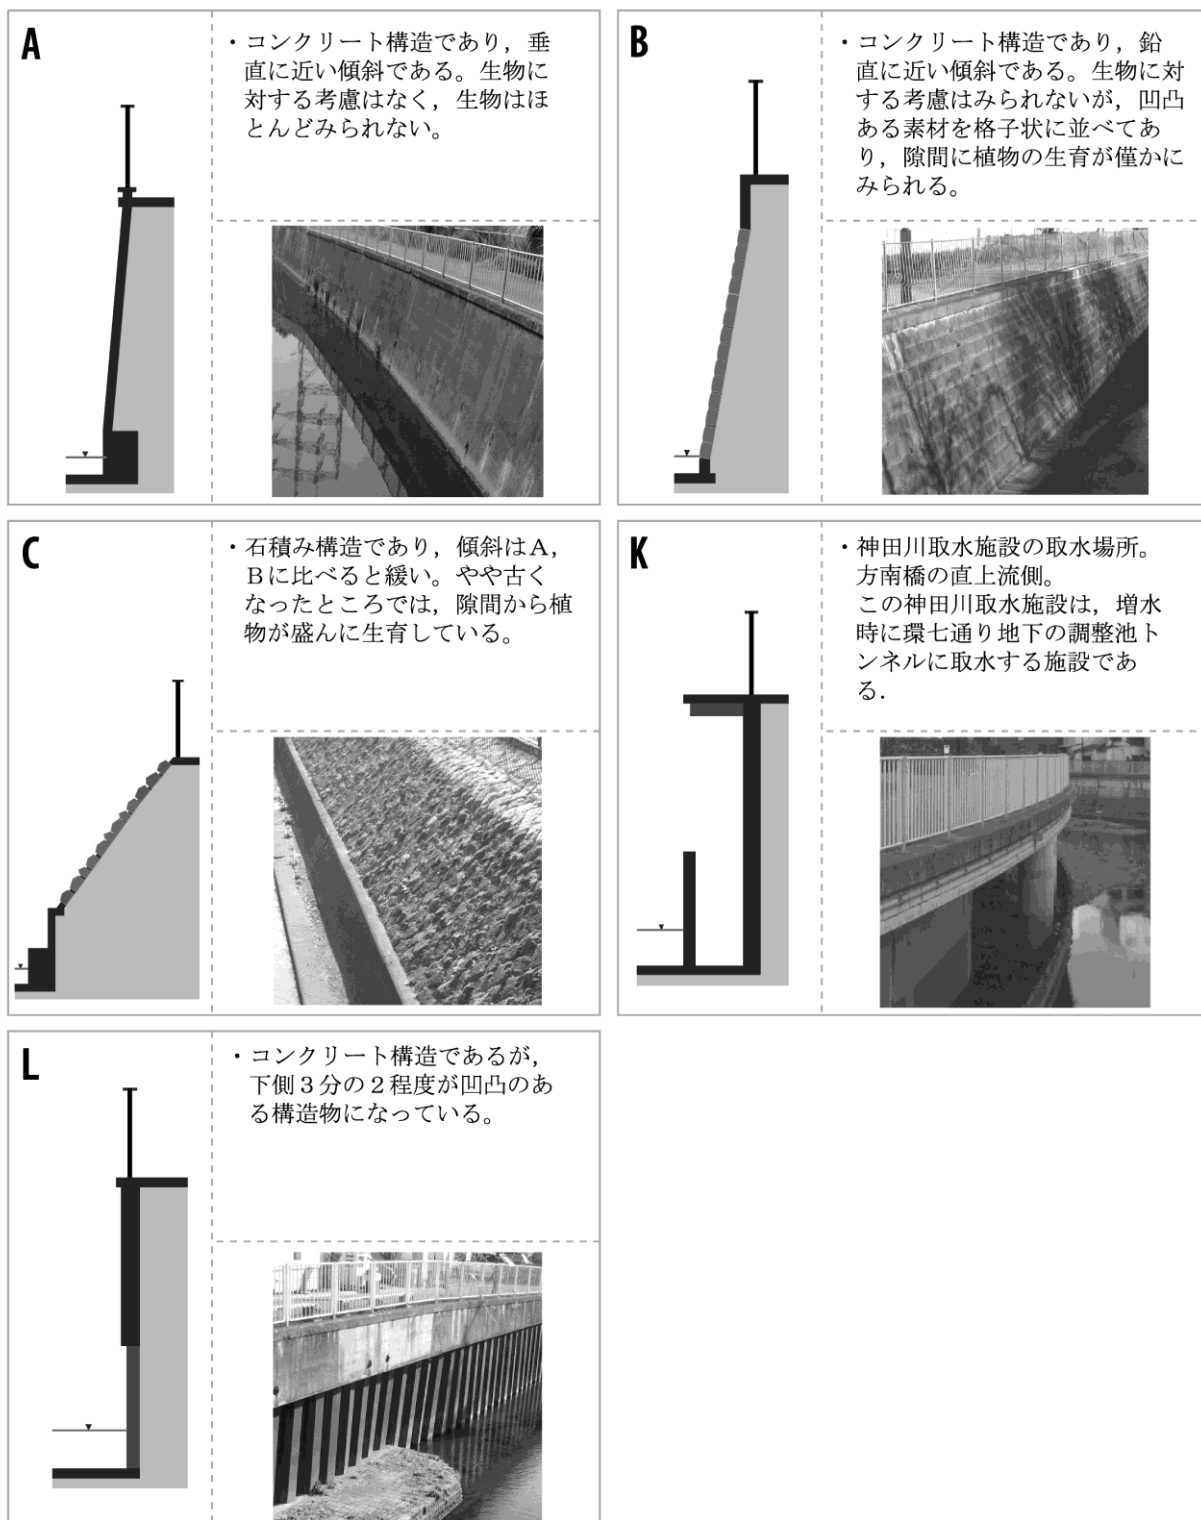 A
・コンクリート構造であり，垂
直に近い傾斜である。生物に
対する考慮はなく，生物はほ
とんどみられない。
B
・コンクリート構造であり，鉛
直に近い傾斜である。生物に対
する考慮はみられないが，凹凸
ある素材を格子状に並べてあ
り，隙間に植物の生育が僅かに
みられる。
C
・石積み構造であり，傾斜はA，
Bに比べると緩い。やや古く
なったところでは，隙間から植
物が盛んに生育している。
K
・神田川取水施設の取水場所。
方南橋の直上流側。
この神田川取水施設は，増水
時に環七通り地下の調整池ト
ンネルに取水する施設であ
る.
L
・コンクリート構造であるが，
下側３分の２程度が凹凸のあ
る構造物になっている。